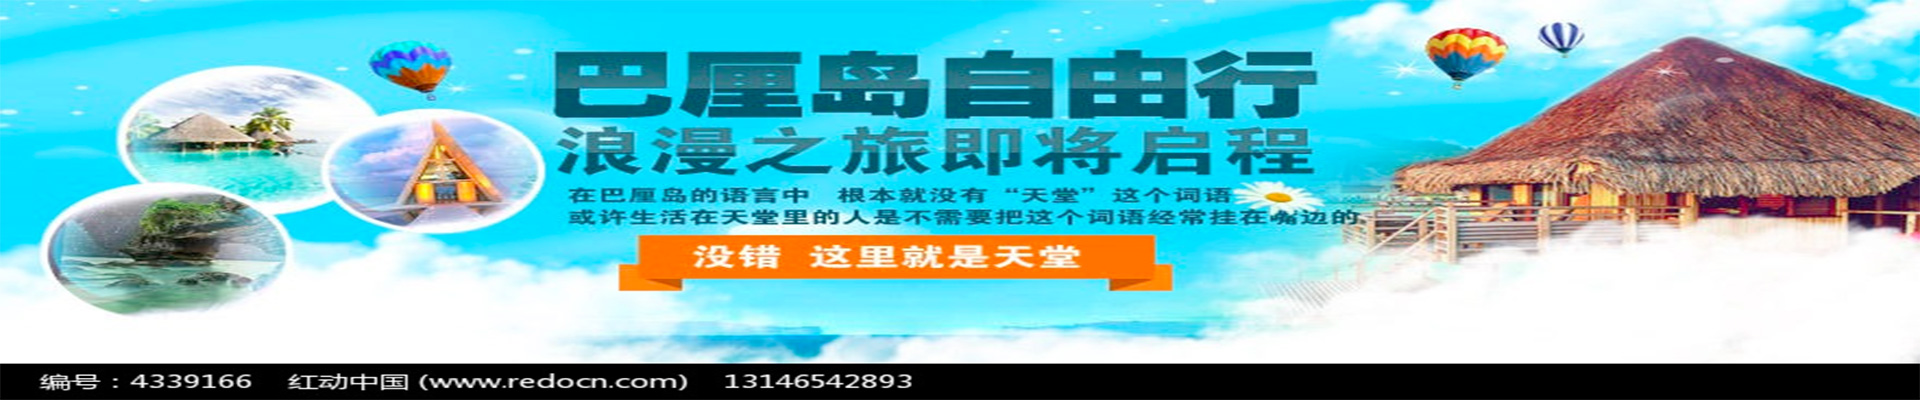 巴厘岛自由行
浪漫之旅即将启程
在巴厘岛的语言中 根本就没有“天堂”这个词语
或许生活在天堂里的人是不需要把这个词语经常挂在嘴边的
没错 这里就是天堂
编号：4339166 红动中国 (www.redocn.com) 13146542893